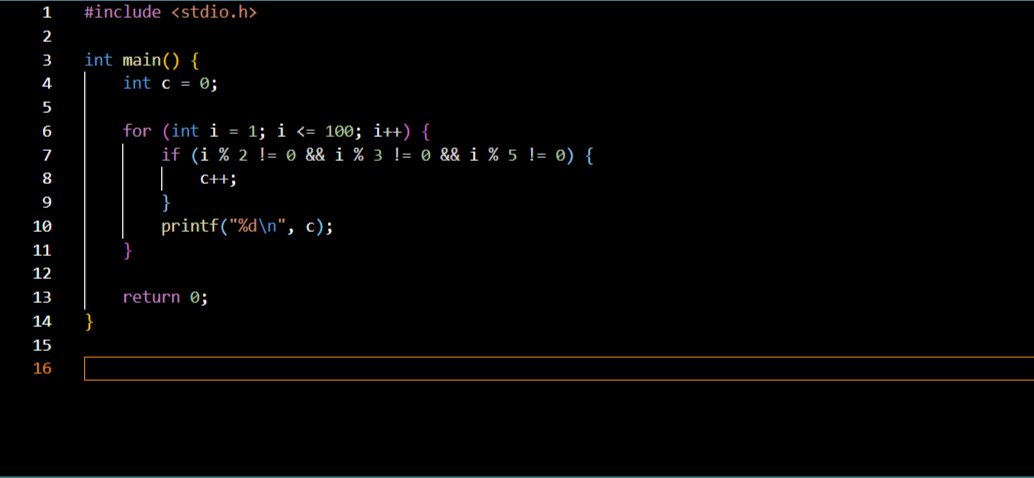 1 #include <stdio.h>
2
3 int main() {
4     int c = 0;
5
6     for (int i = 1; i <= 100; i++) {
7         if (i % 2 != 0 && i % 3 != 0 && i % 5 != 0) {
8             c++;
9         }
10         printf("%d\n", c);
11     }
12
13     return 0;
14 }
15
16